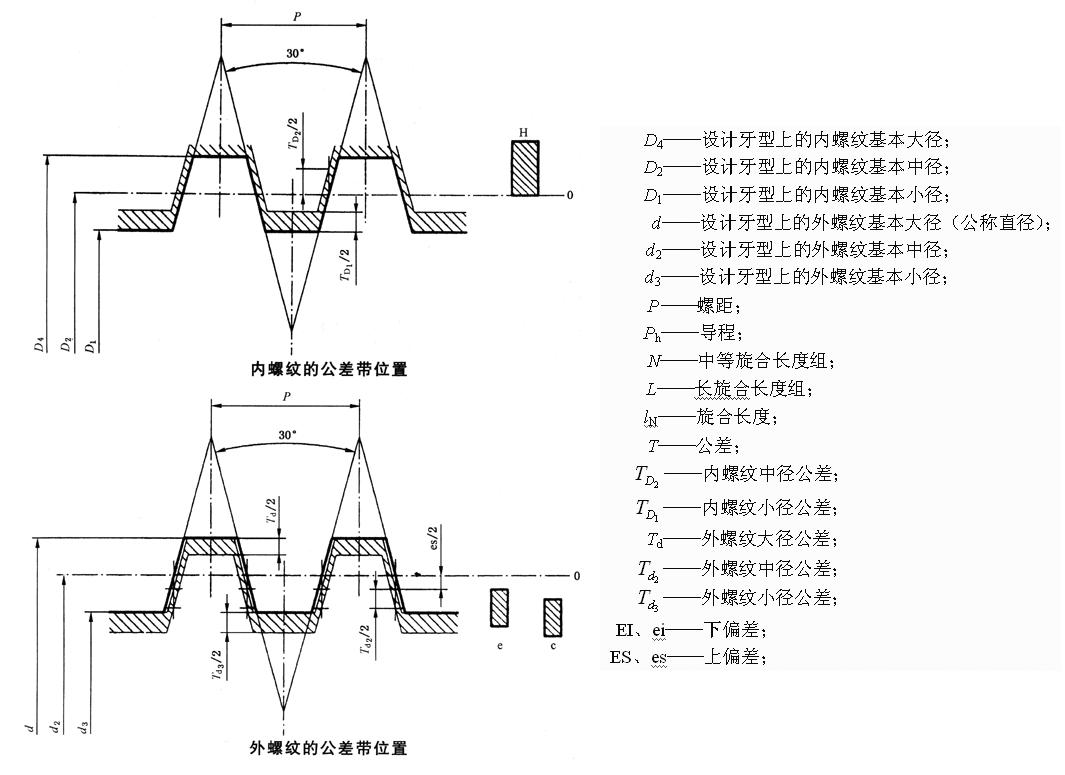 P
30°
T_D2/2
H
0
T_D1/2
D4
D2
D1
内螺纹的公差带位置
P
30°
Td/2
es/2
0
e
c
Td2/2
Td3/2
d
d2
d3
外螺纹的公差带位置
D4——设计牙型上的内螺纹基本大径；
D2——设计牙型上的内螺纹基本中径；
D1——设计牙型上的内螺纹基本小径；
d——设计牙型上的外螺纹基本大径（公称直径）；
d2——设计牙型上的外螺纹基本中径；
d3——设计牙型上的外螺纹基本小径；
P——螺距；
Ph——导程；
N——中等旋合长度组；
L——长旋合长度组；
lN——旋合长度；
T——公差；
T_D2——内螺纹中径公差；
T_D1——内螺纹小径公差；
Td——外螺纹大径公差；
Td2——外螺纹中径公差；
Td3——外螺纹小径公差；
EI、ei——下偏差；
ES、es——上偏差；